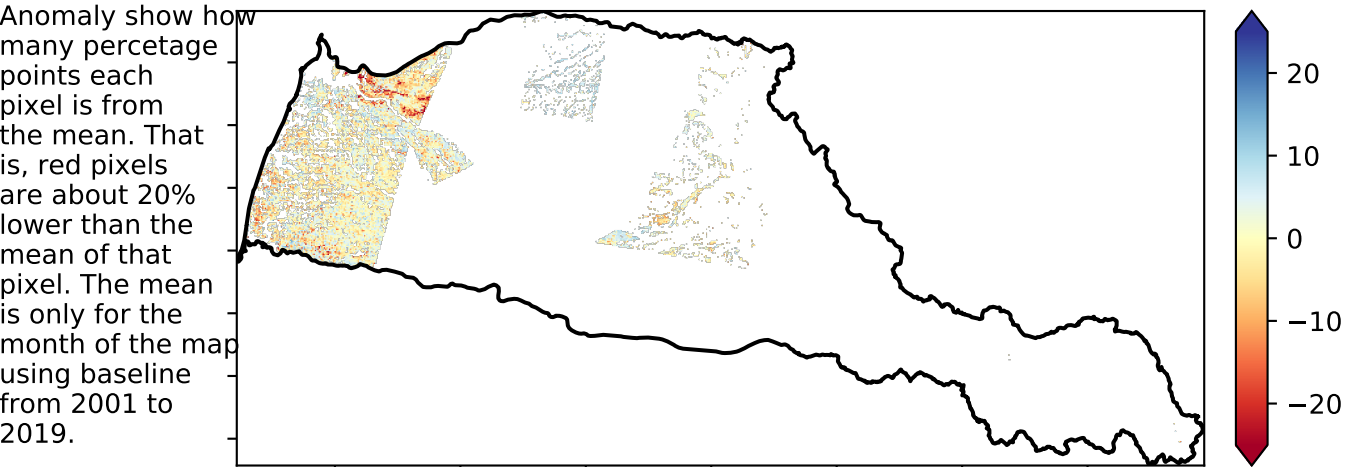 Anomaly show how
many percetage
points each
pixel is from
the mean. That
is, red pixels
are about 20%
lower than the
mean of that
pixel. The mean
is only for the
month of the map
using baseline
from 2001 to
2019.
20
10
0
−10
−20